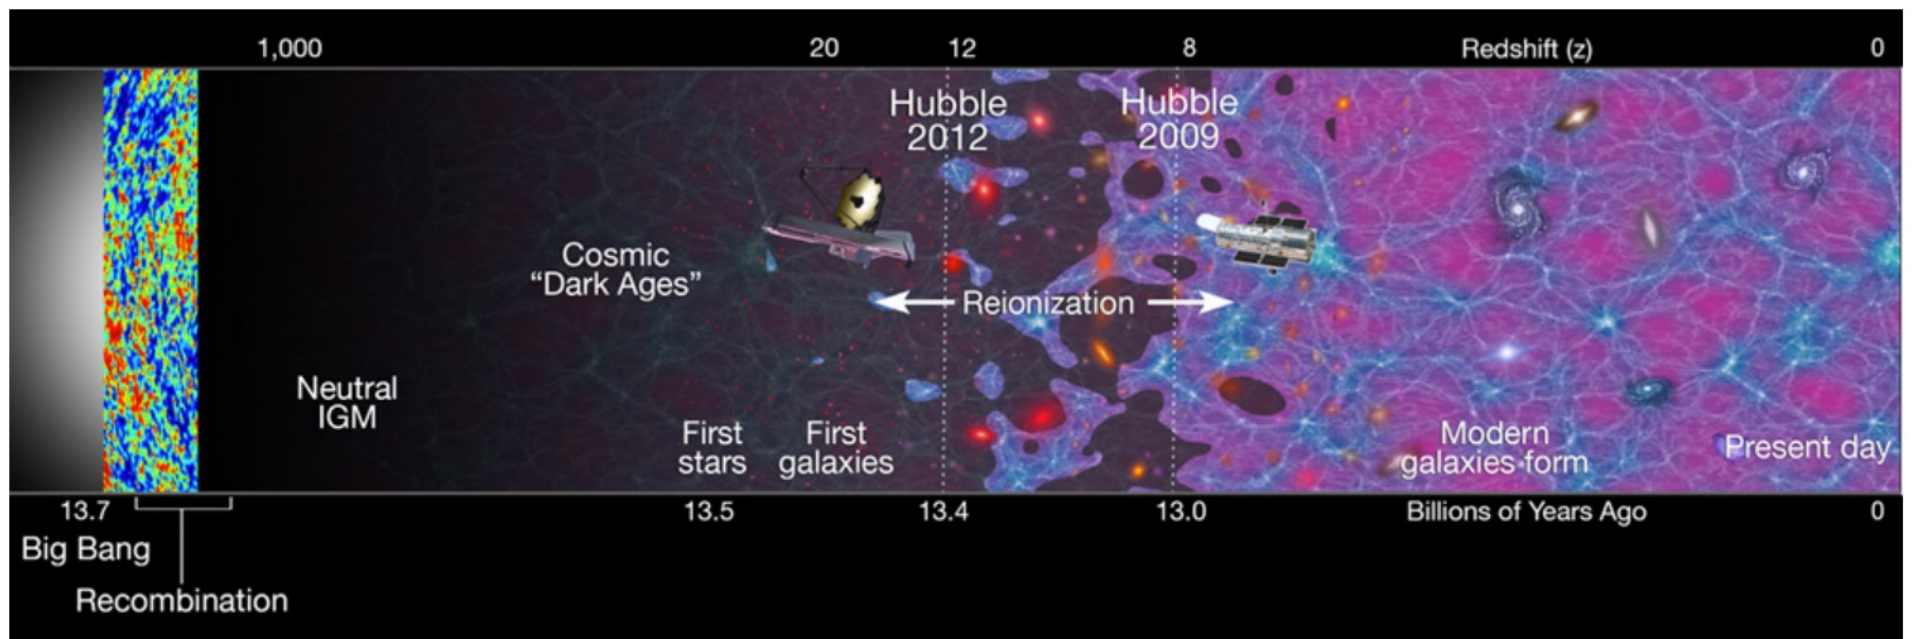 1,000 20 12 8 Redshift (z) 0
Hubble
2012
Hubble
2009
Cosmic
“Dark Ages”
Reionization
Neutral
IGM
First
stars
First
galaxies
Modern
galaxies form
Present day
13.7 13.5 13.4 13.0 Billions of Years Ago 0
Big Bang
Recombination